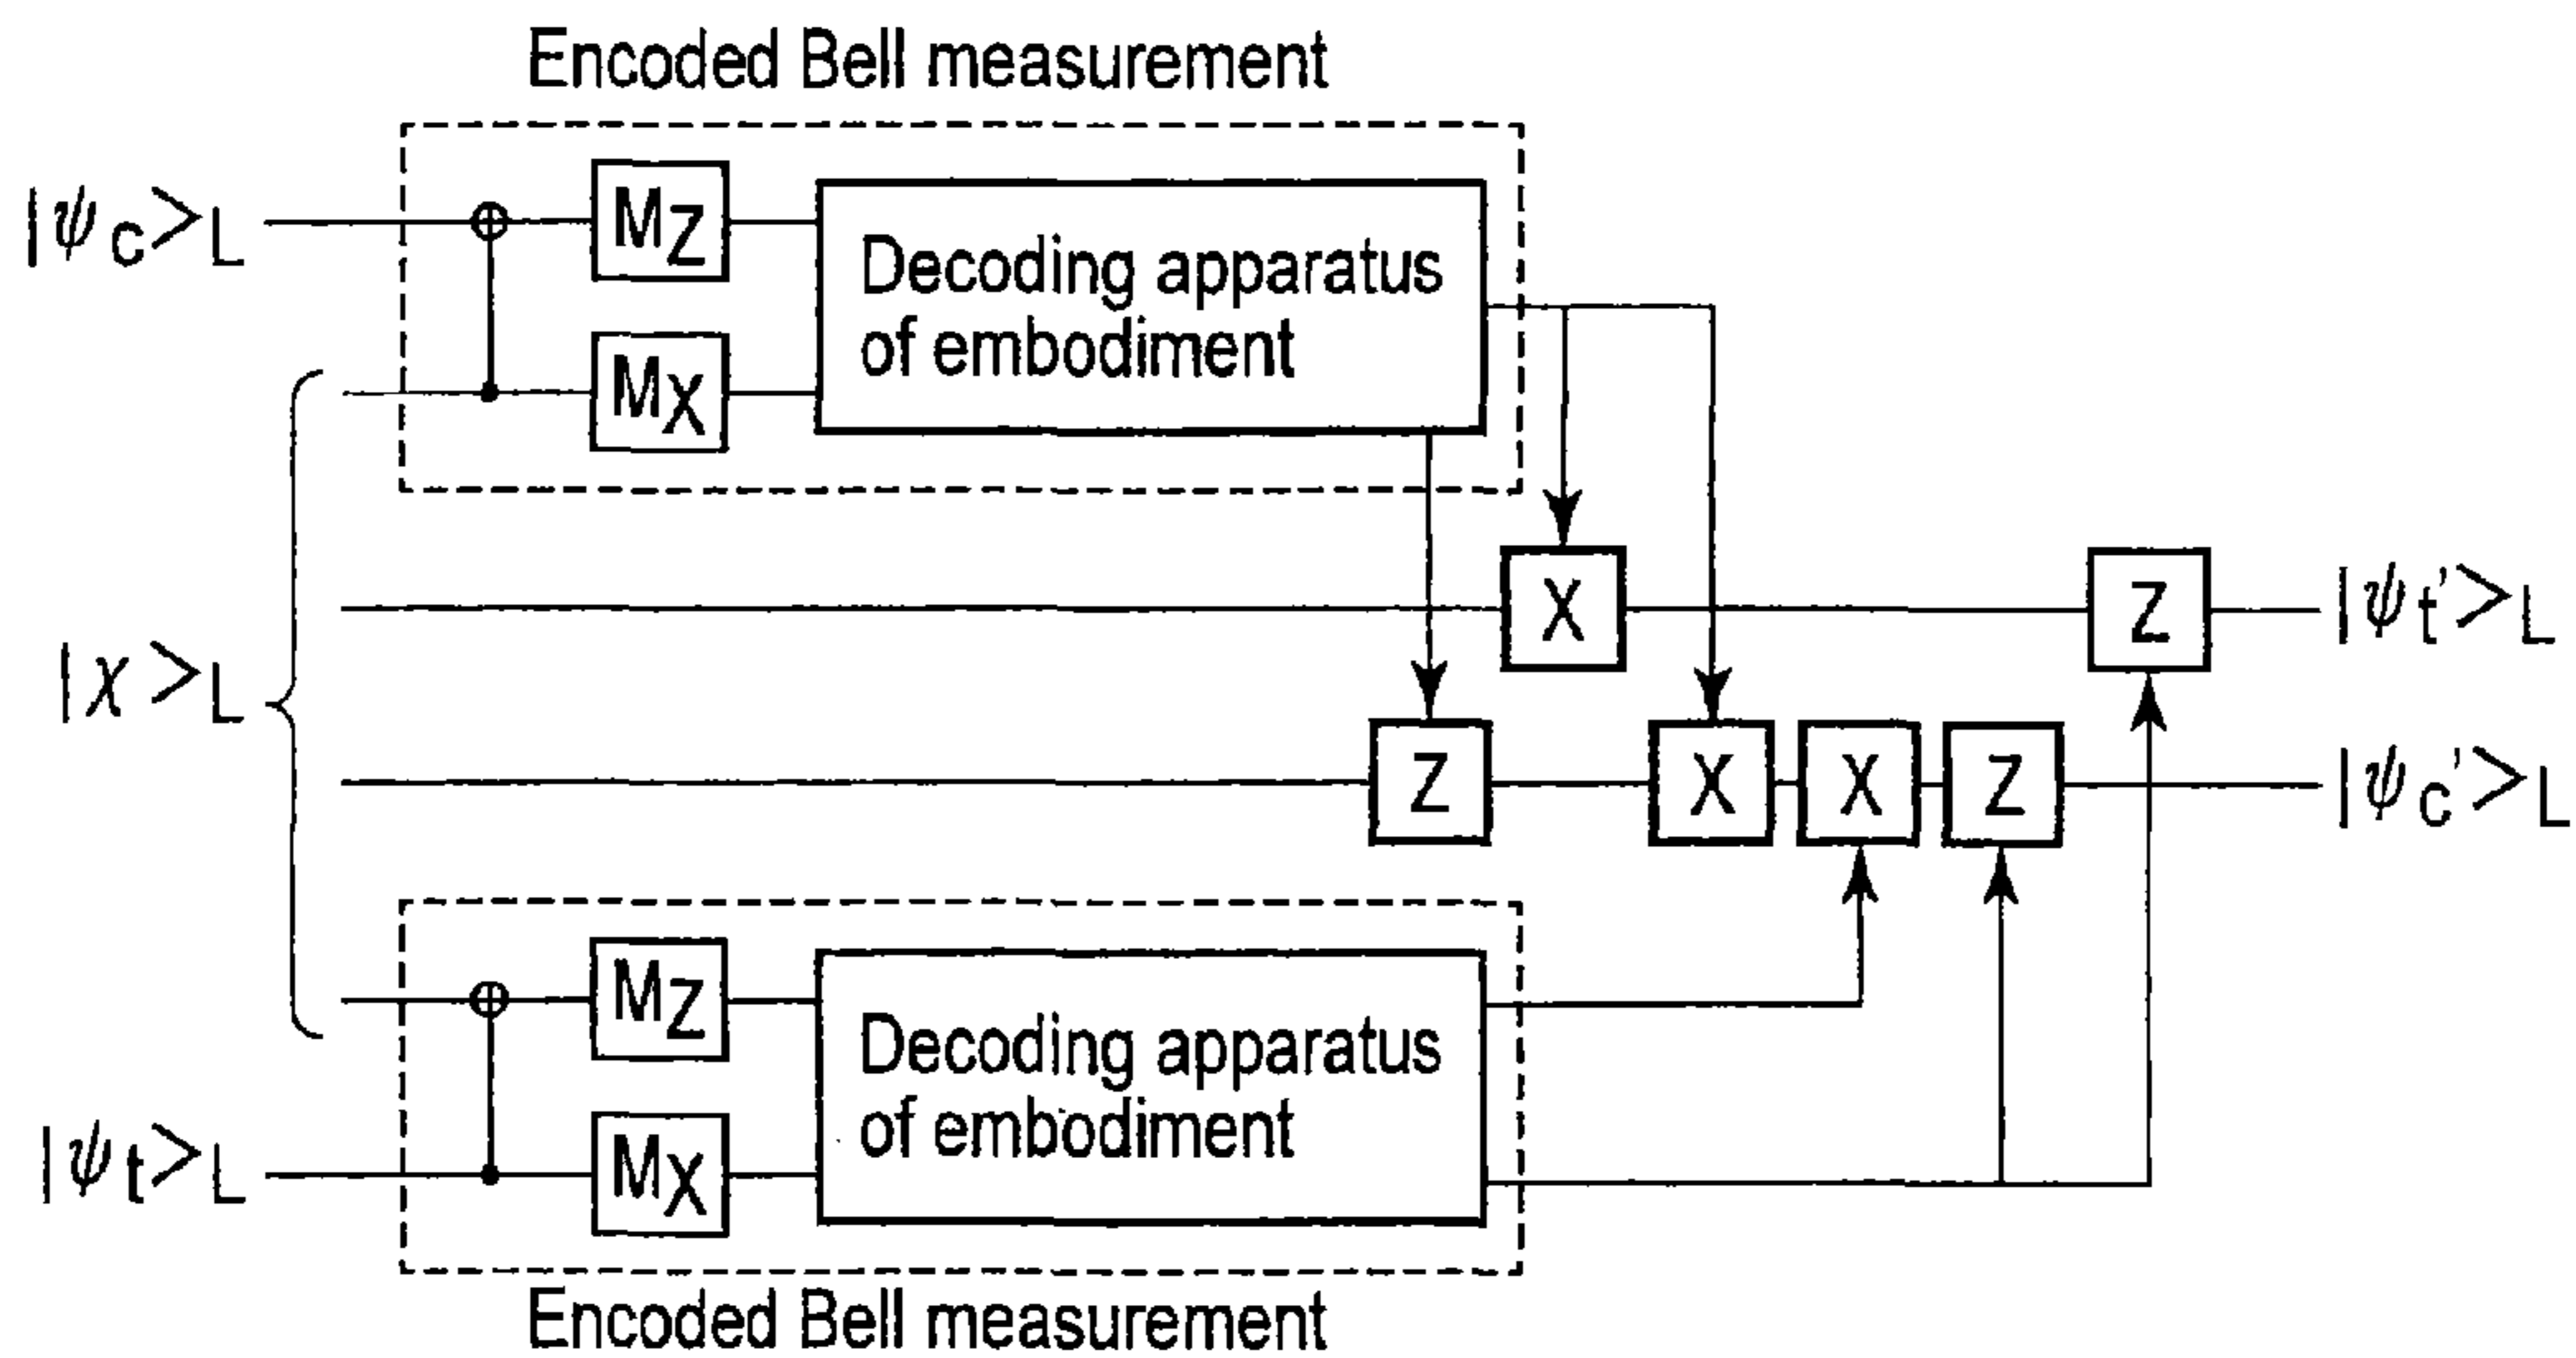 Encoded Bell measurement
|ψc>L
MZ
Decoding apparatus
of embodiment
MX
X
Z
|ψt'>L
|χ>L
Z
X
X
Z
|ψc'>L
MZ
Decoding apparatus
of embodiment
|ψt>L
MX
Encoded Bell measurement